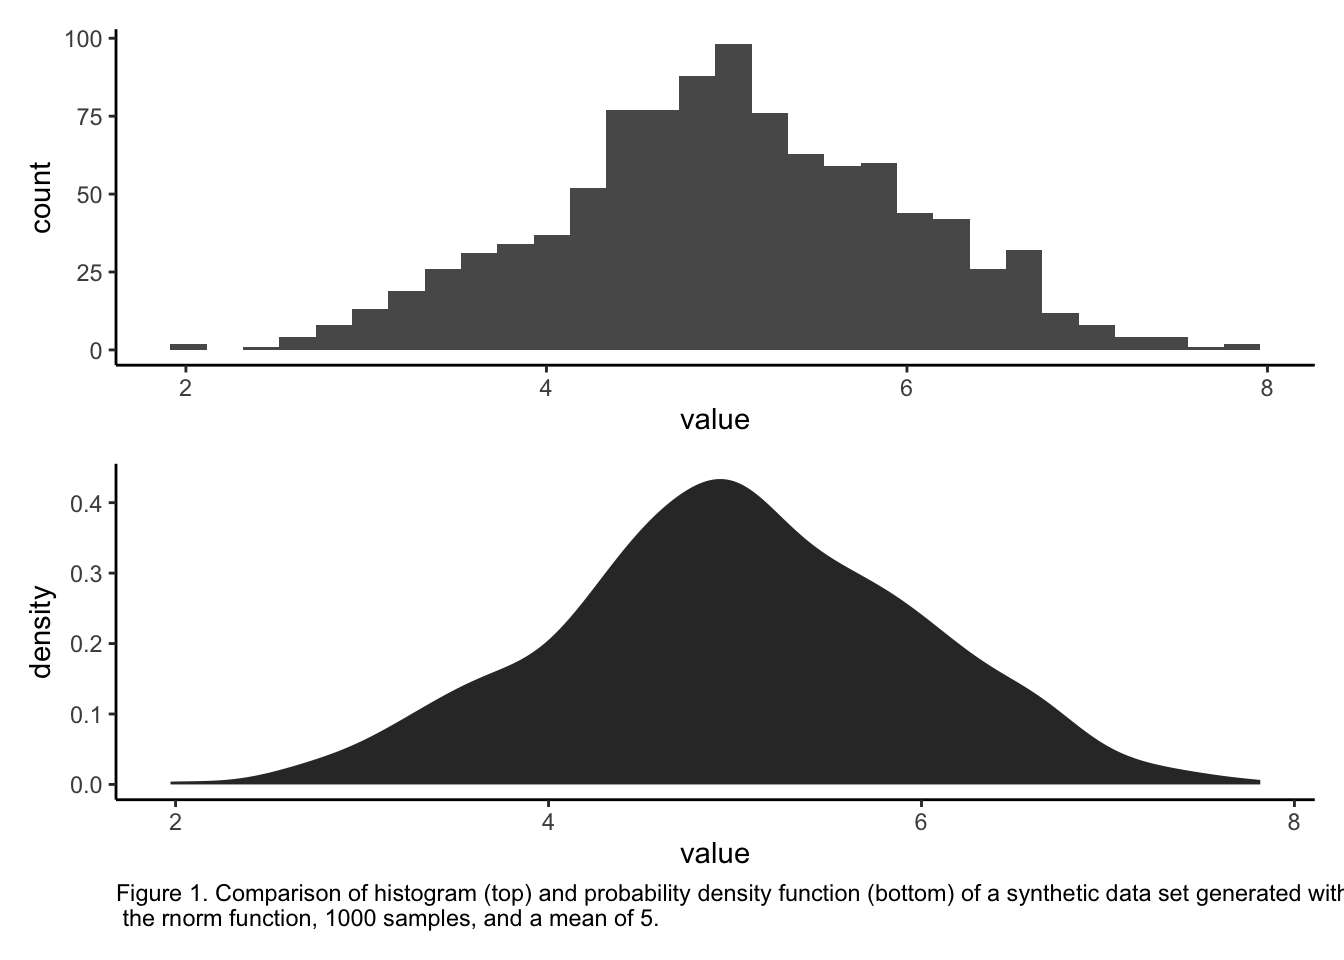 100
75
50
25
0
count
2 4 6 8
value
0.4
0.3
0.2
0.1
0.0
density
2 4 6 8
value
Figure 1. Comparison of histogram (top) and probability density function (bottom) of a synthetic data set generated with
the rnorm function, 1000 samples, and a mean of 5.